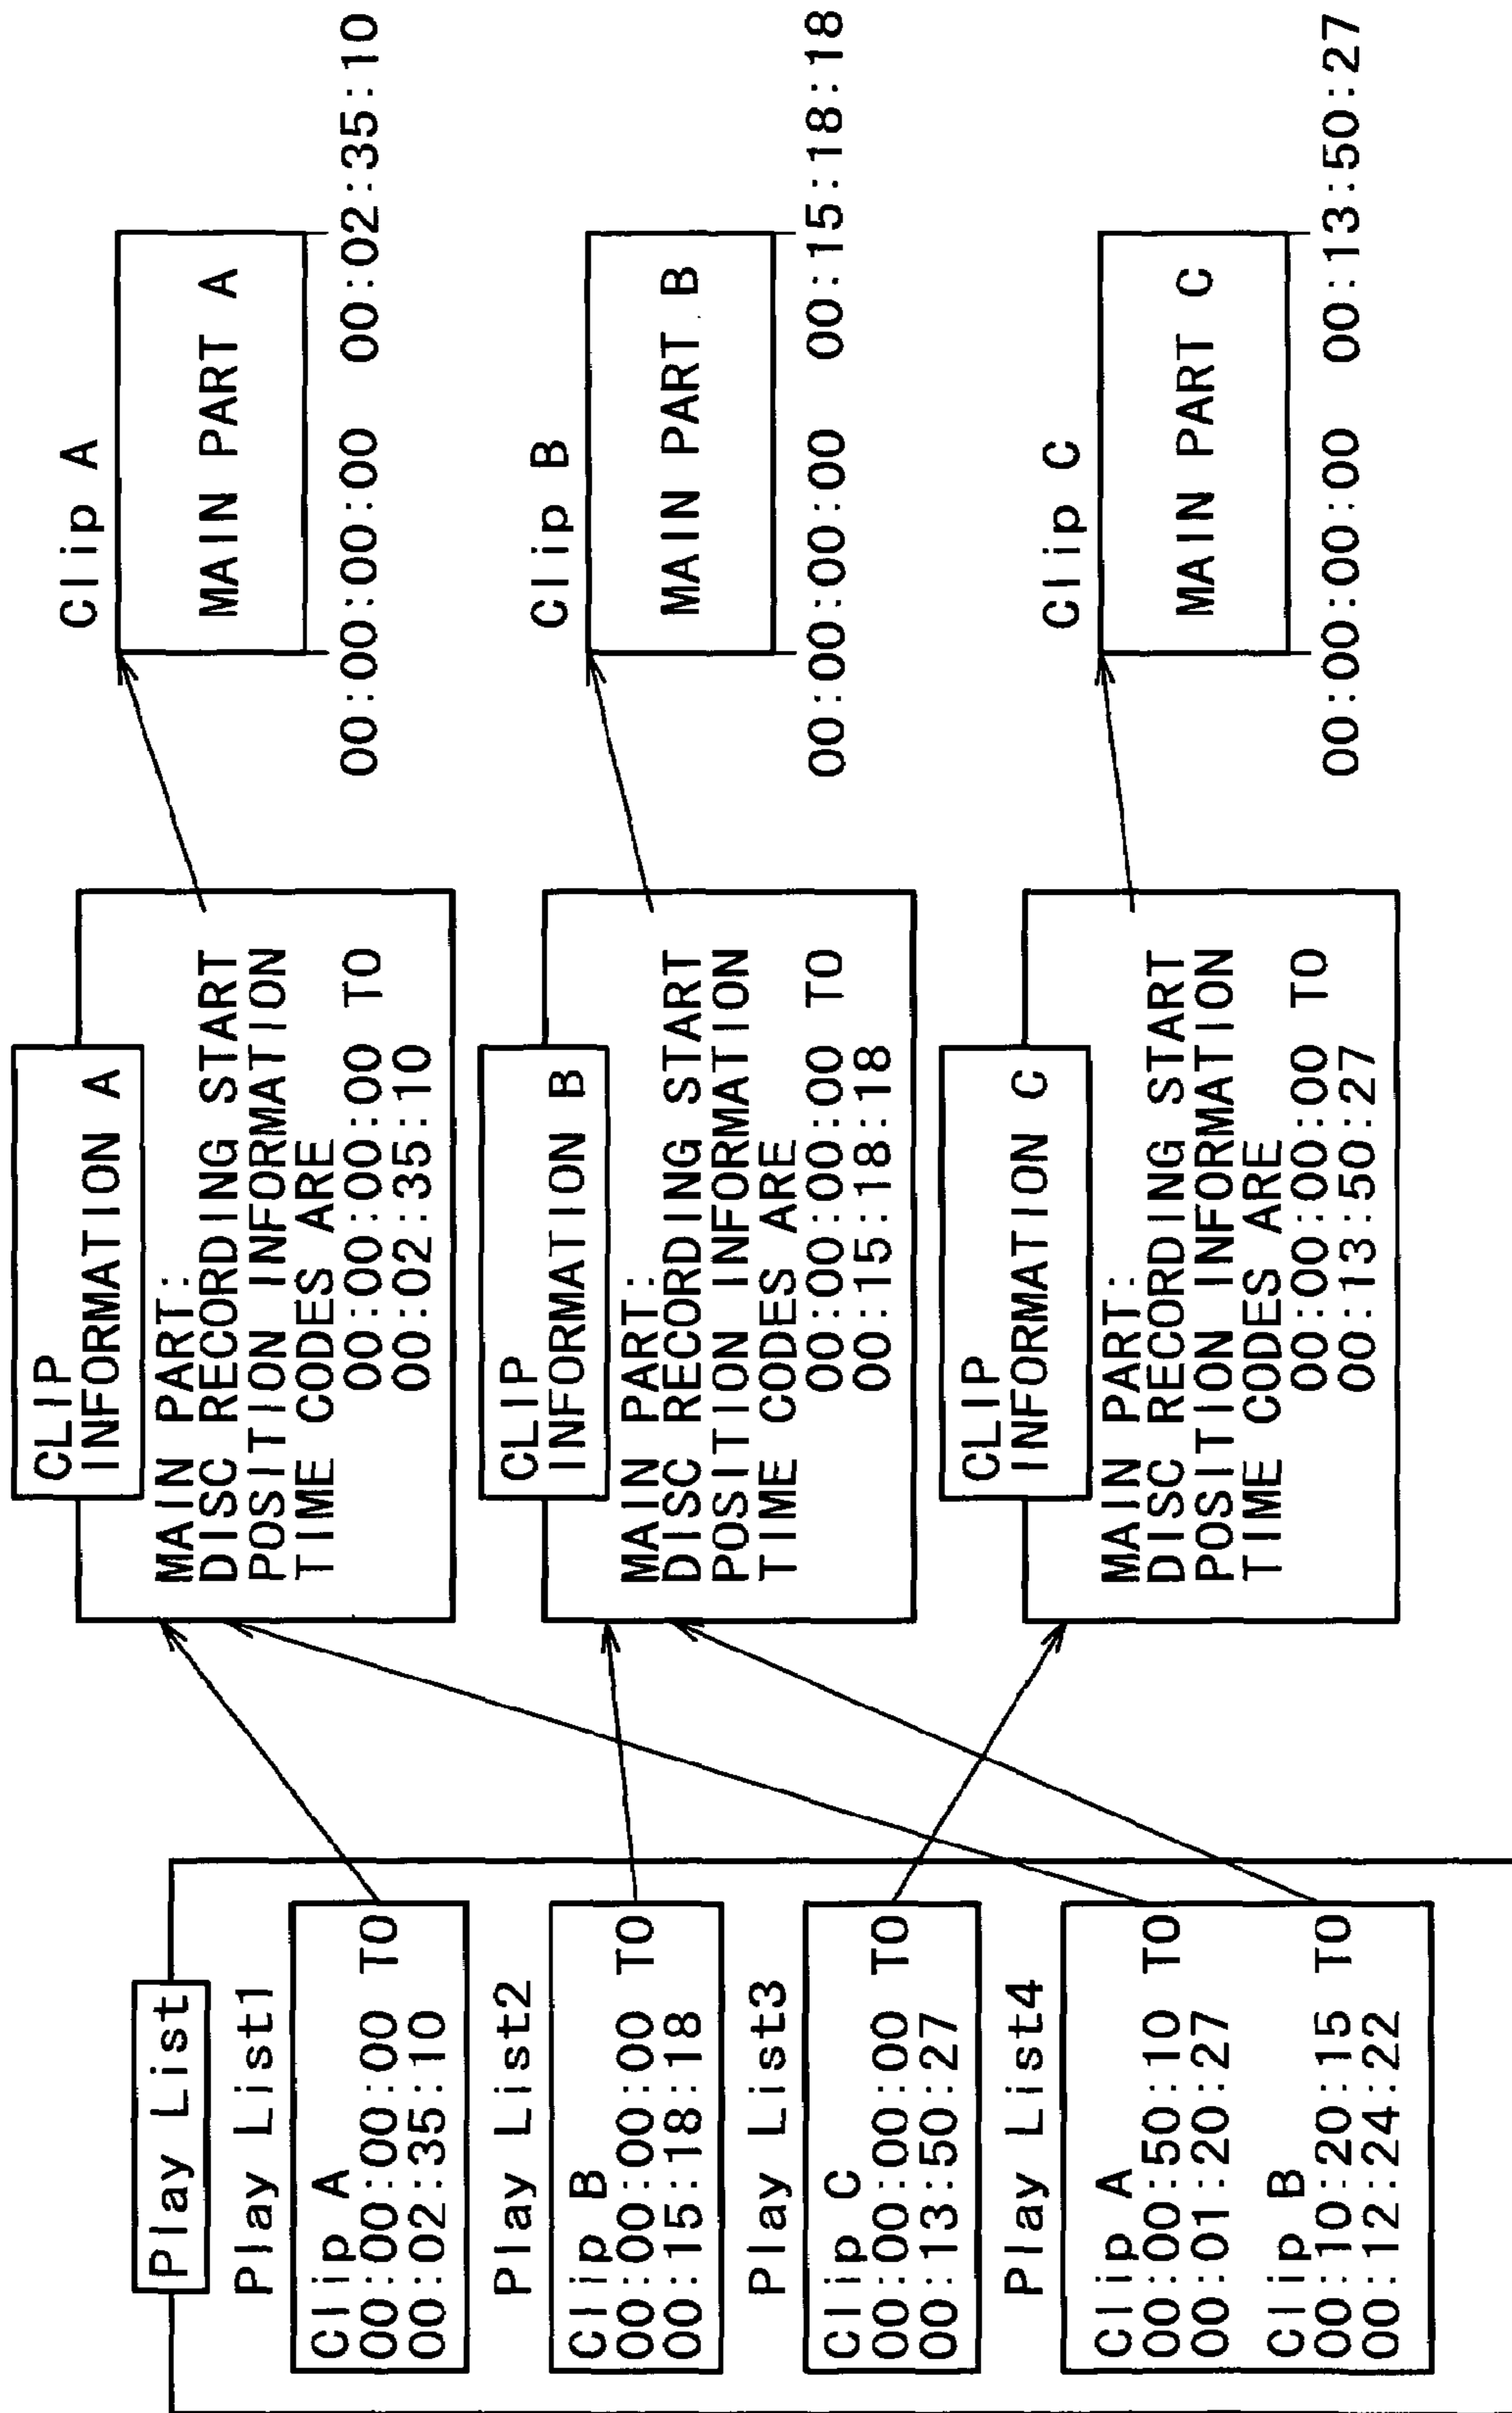 Play List
Play List1
Clip A
00:00:00:00 TO
00:02:35:10
Play List2
Clip B
00:00:00:00 TO
00:15:18:18
Play List3
Clip C
00:00:00:00 TO
00:13:50:27
Play List4
Clip A
00:00:50:10 TO
00:01:20:27
Clip B
00:10:20:15 TO
00:12:24:22
CLIP
INFORMATION A
MAIN PART:
DISC RECORDING START
POSITION INFORMATION
TIME CODES ARE
00:00:00:00 TO
00:02:35:10
CLIP
INFORMATION B
MAIN PART:
DISC RECORDING START
POSITION INFORMATION
TIME CODES ARE
00:00:00:00 TO
00:15:18:18
CLIP
INFORMATION C
MAIN PART:
DISC RECORDING START
POSITION INFORMATION
TIME CODES ARE
00:00:00:00 TO
00:13:50:27
Clip A
MAIN PART A
00:00:00:00 00:02:35:10
Clip B
MAIN PART B
00:00:00:00 00:15:18:18
Clip C
MAIN PART C
00:00:00:00 00:13:50:27